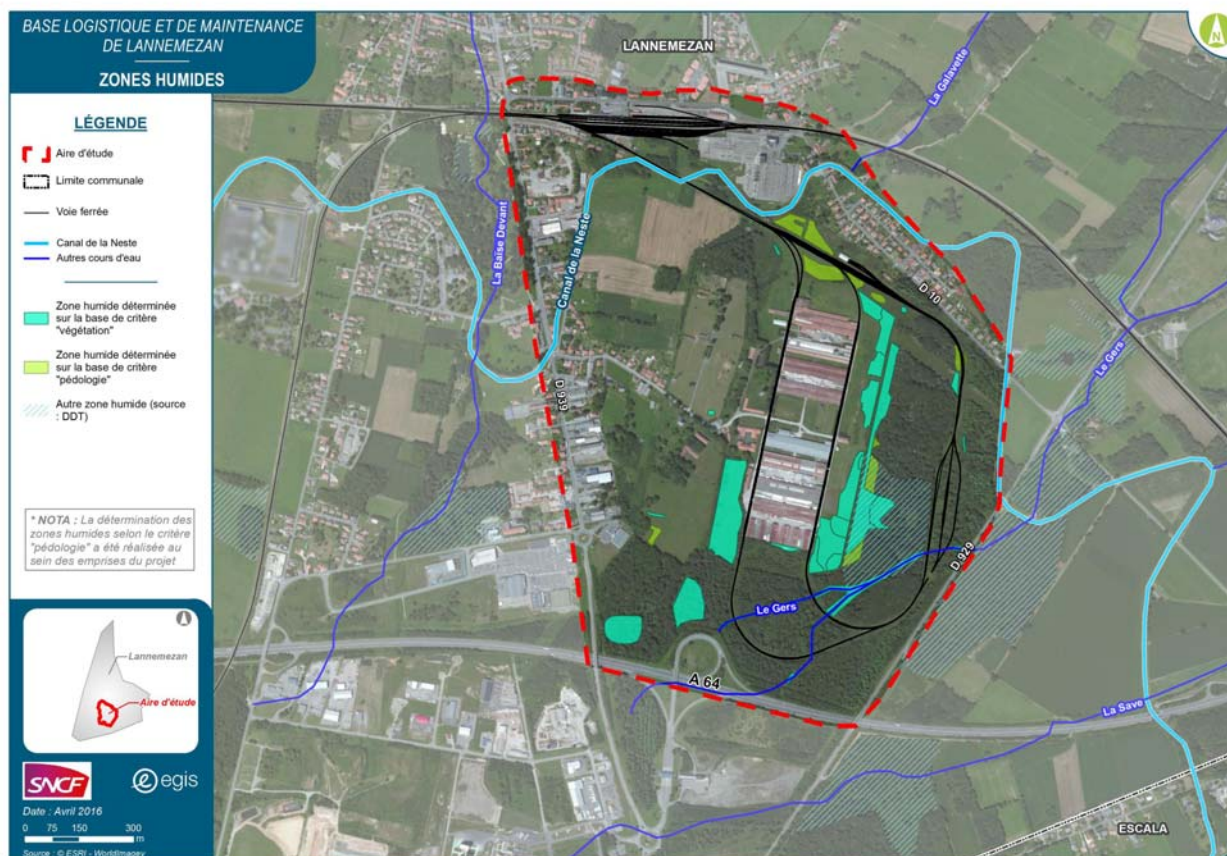 BASE LOGISTIQUE ET DE MAINTENANCE
DE LANNEMEZAN
ZONES HUMIDES
LÉGENDE
Aire d'étude
Limite communale
Voie ferrée
Canal de la Neste
Autres cours d'eau
Zone humide déterminée
sur la base de critère
"végétation"
Zone humide déterminée
sur la base de critère
"pédologie"
Autre zone humide (source
: DDT)
* NOTA : La détermination des
zones humides selon le critère
"pédologie" a été réalisée au
sein des emprises du projet
Lannemezan
Aire d'étude
SNCF
egis
Date : Avril 2016
0 75 150 300
m
Source : © ESRI - WorldImagery
N
LANNEMEZAN
La Galavette
La Baïse Devant
Canal de la Neste
D 10
Le Gers
D 939
D 929
Le Gers
A 64
La Save
ESCALA